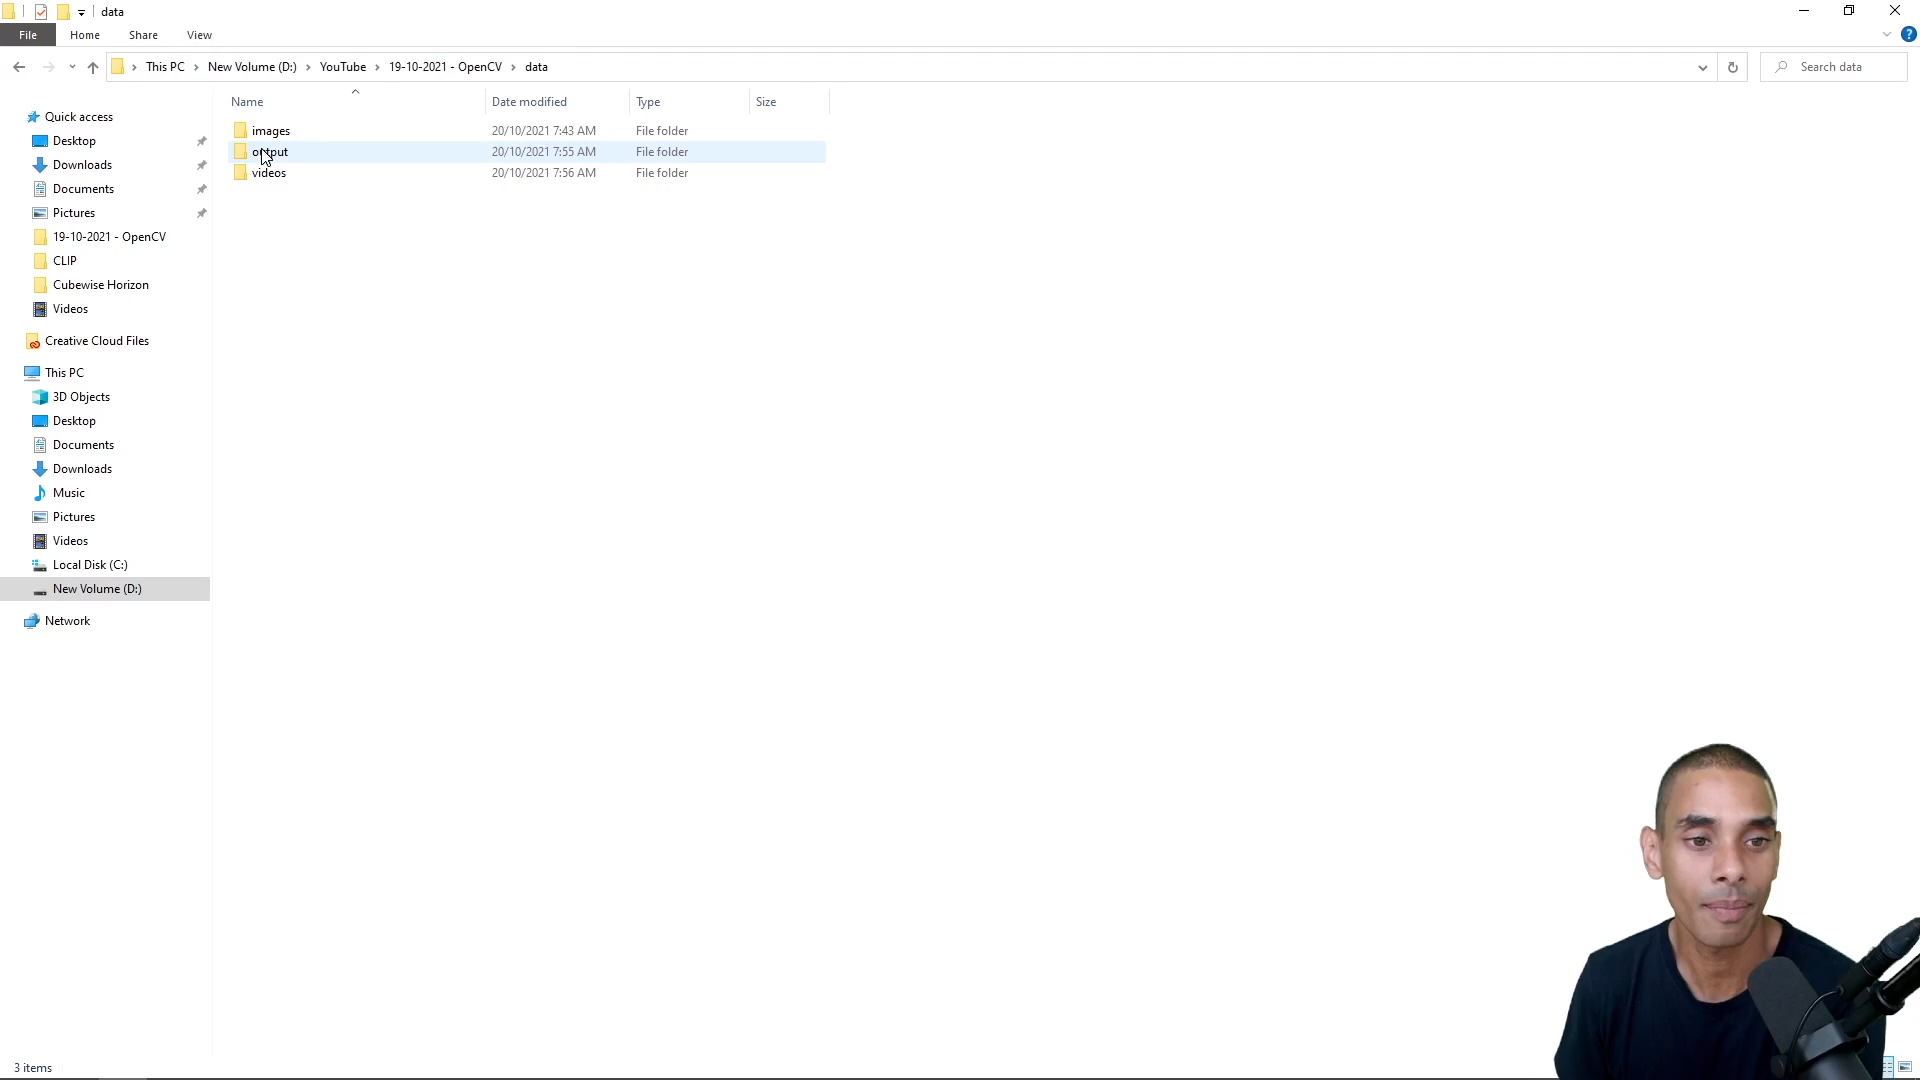 data
File Home Share View
This PC New Volume (D:) YouTube 19-10-2021 - OpenCV data
Search data
Name Date modified Type Size
images 20/10/2021 7:43 AM File folder
output 20/10/2021 7:55 AM File folder
videos 20/10/2021 7:56 AM File folder
Quick access
Desktop
Downloads
Documents
Pictures
19-10-2021 - OpenCV
CLIP
Cubewise Horizon
Videos
Creative Cloud Files
This PC
3D Objects
Desktop
Documents
Downloads
Music
Pictures
Videos
Local Disk (C:)
New Volume (D:)
Network
3 items